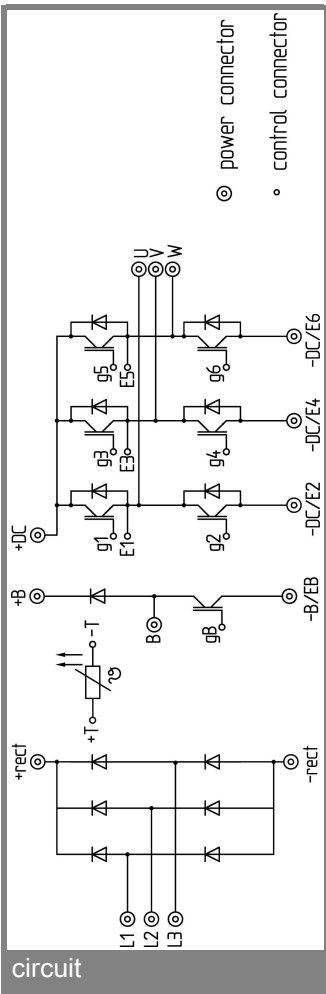 power connector
control connector
U
V
W
g5
E5
g6
-DC/E6
g3
E3
g4
-DC/E4
+DC
g1
E1
g2
-DC/E2
+B
B
gB
-B/EB
+T
-T
ϑ
+rect
-rect
L1
L2
L3
circuit